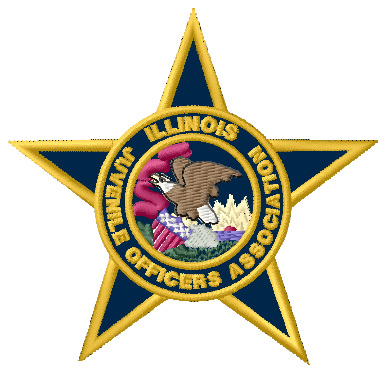 ILLINOIS
JUVENILE OFFICERS ASSOCIATION